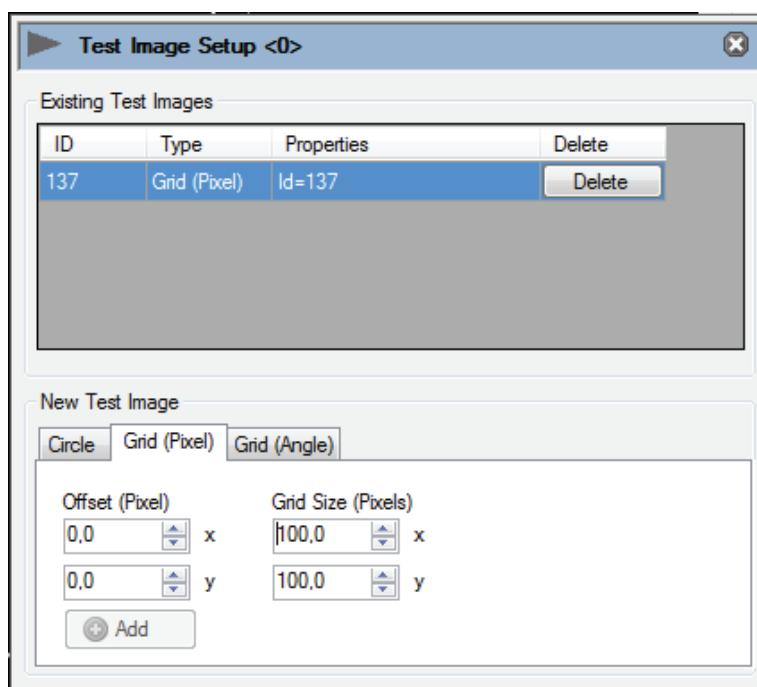 Test Image Setup <0>
Existing Test Images
ID Type Properties Delete
137 Grid (Pixel) Id=137 Delete
New Test Image
Circle Grid (Pixel) Grid (Angle)
Offset (Pixel) Grid Size (Pixels)
0,0 x 100,0 x
0,0 y 100,0 y
Add